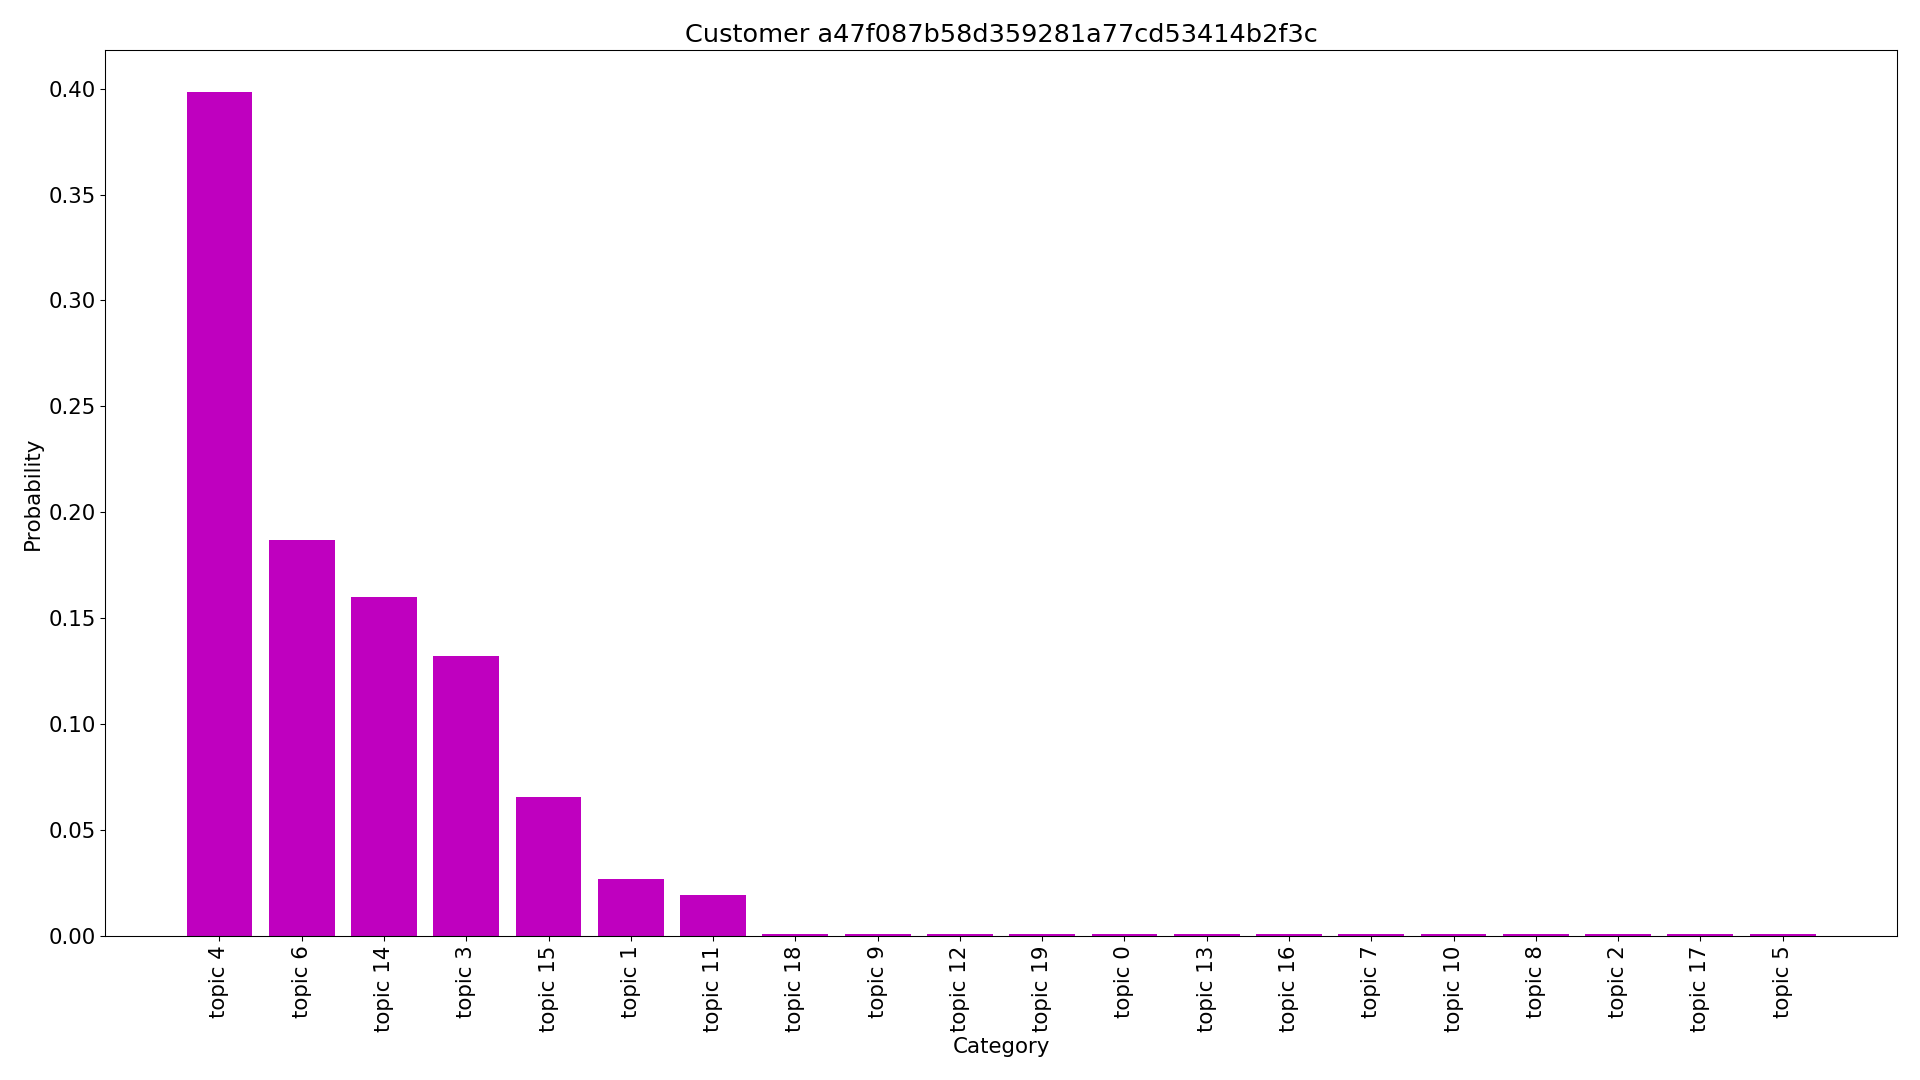 Customer a47f087b58d359281a77cd53414b2f3c
0.40
0.35
0.30
0.25
0.20
0.15
0.10
0.05
0.00
Probability
topic 4
topic 6
topic 14
topic 3
topic 15
topic 1
topic 11
topic 18
topic 9
topic 12
topic 19
topic 0
topic 13
topic 16
topic 7
topic 10
topic 8
topic 2
topic 17
topic 5
Category